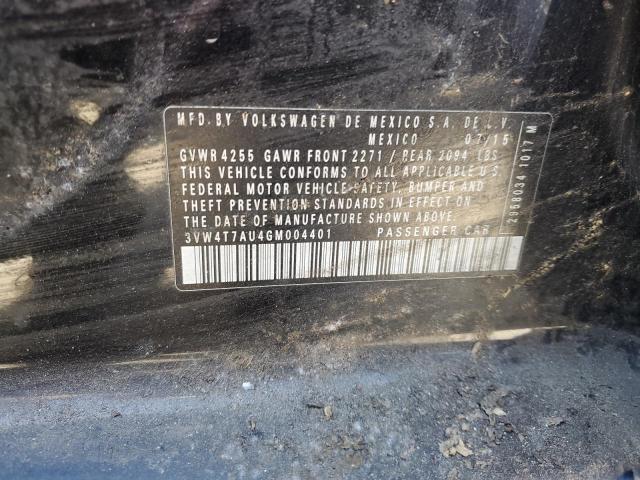 MFD. BY VOLKSWAGEN DE MEXICO S.A. DE C.V.
MEXICO 07/15
GVWR 4255 GAWR FRONT 2271 / REAR 2094 LBS
THIS VEHICLE CONFORMS TO ALL APPLICABLE U.S.
FEDERAL MOTOR VEHICLE SAFETY, BUMPER AND
THEFT PREVENTION STANDARDS IN EFFECT ON
THE DATE OF MANUFACTURE SHOWN ABOVE.
3VW4T7AU4GM004401 PASSENGER CAR
2958034 1017 M